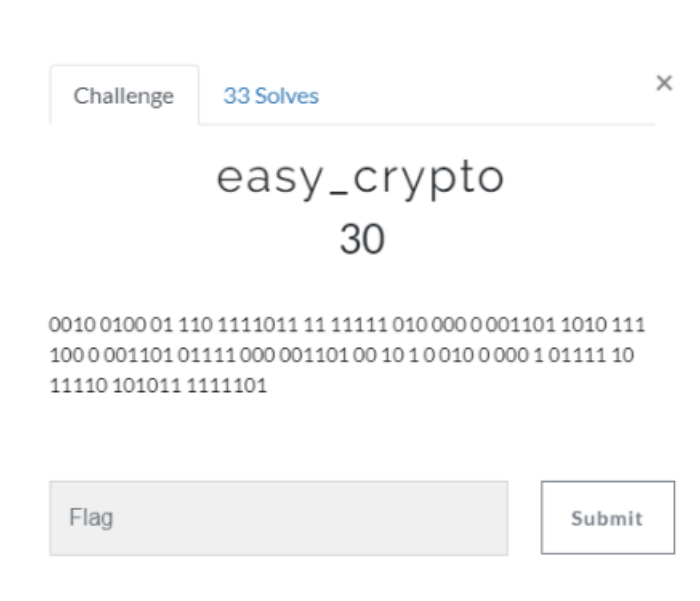 Challenge 33 Solves ×
easy_crypto
30
0010 0100 01 110 1111011 11 11111 010 000 0 001101 1010 111
100 0 001101 01111 000 001101 00 10 1 0 010 0 000 1 01111 10
11110 101011 1111101
Flag Submit